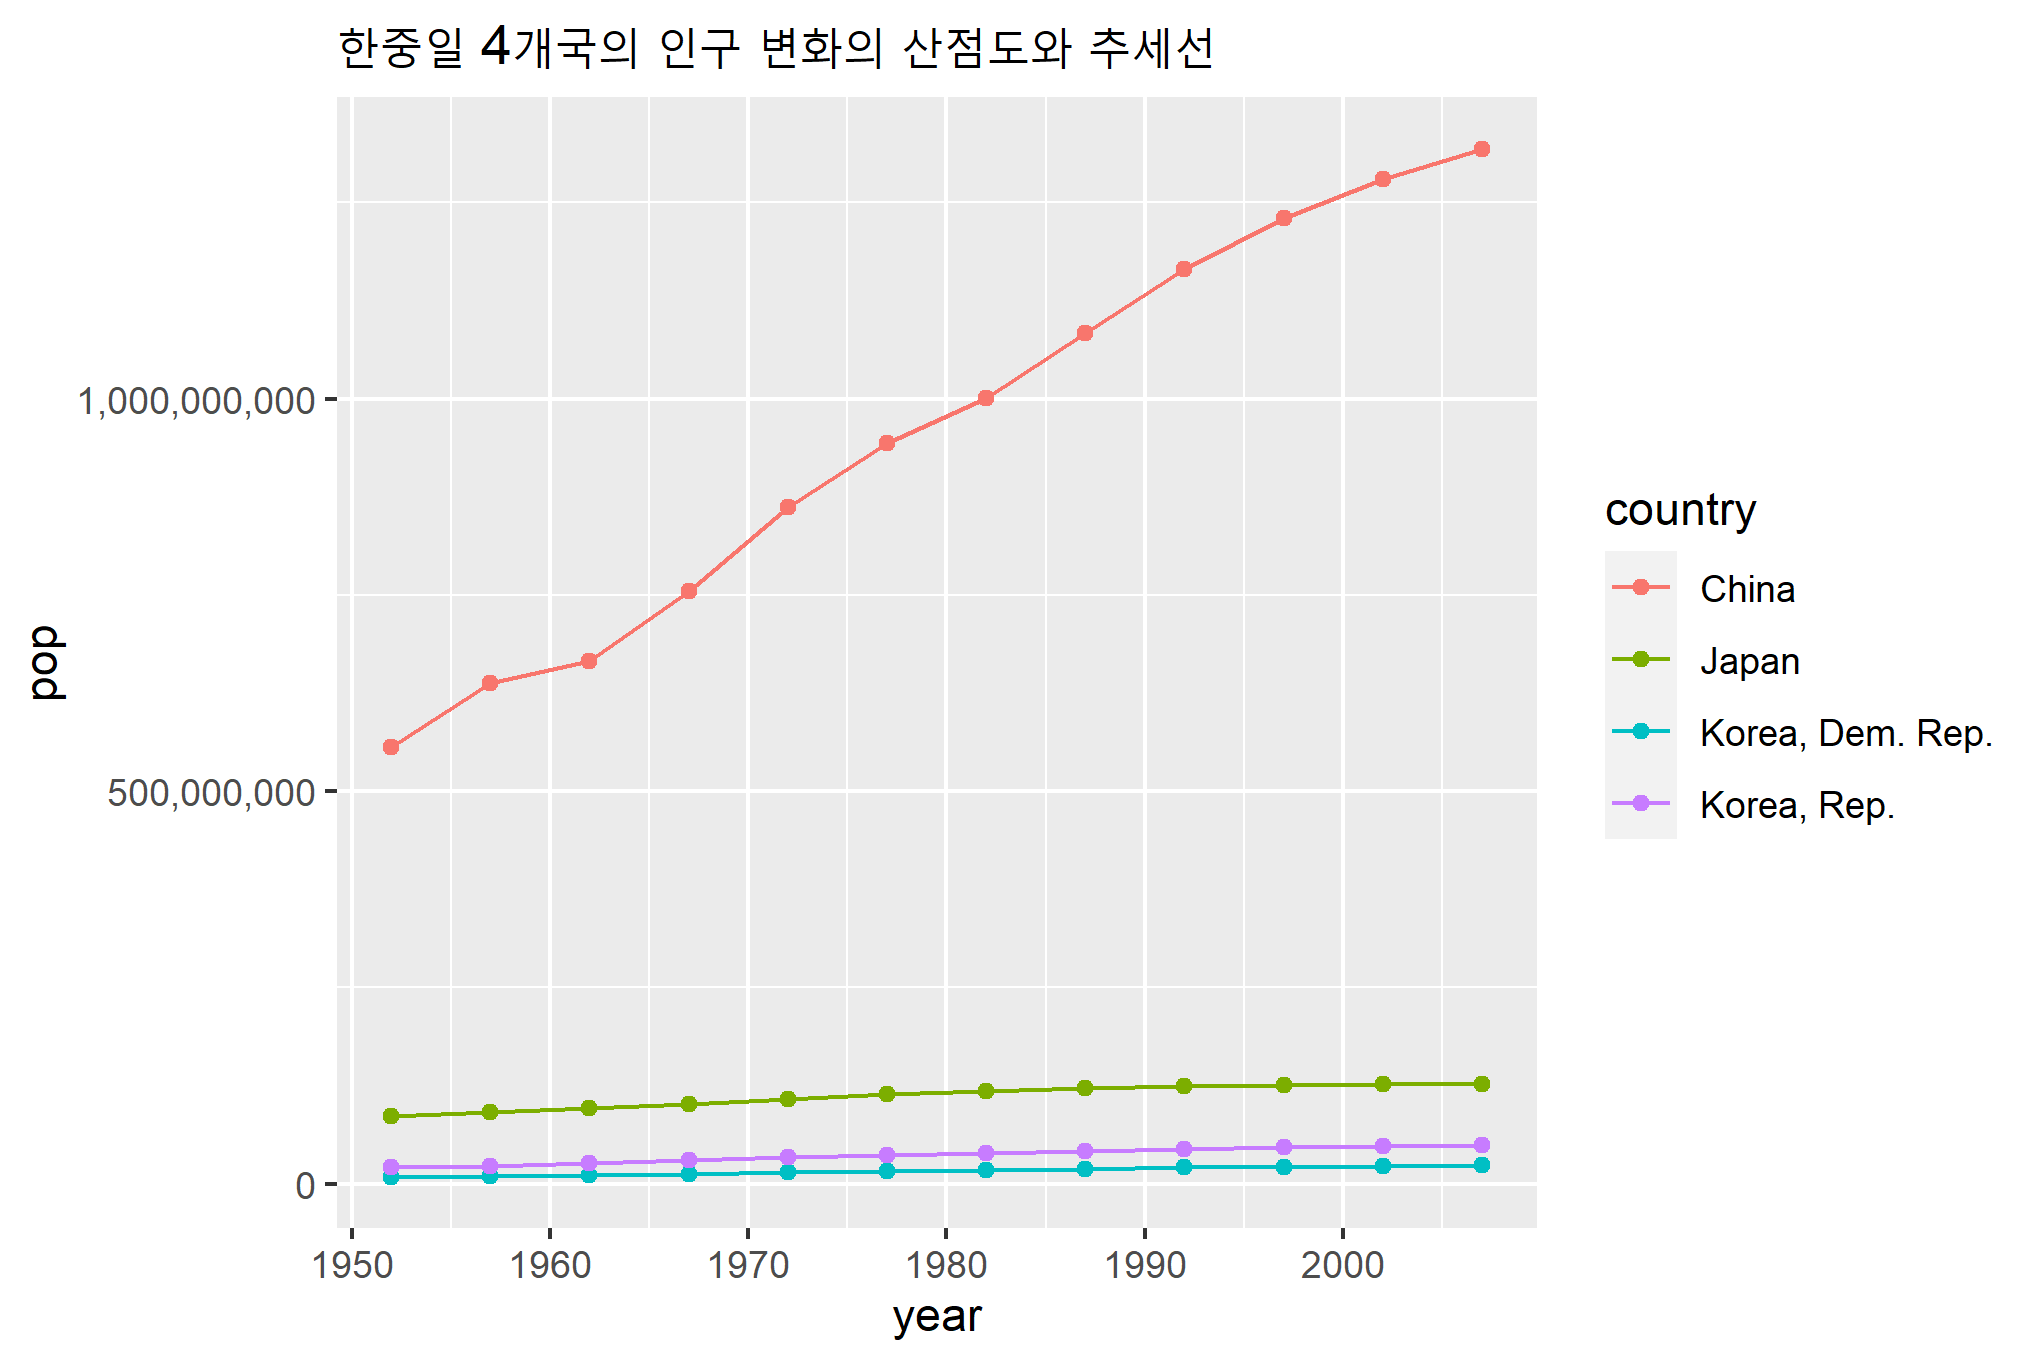 한중일 4개국의 인구 변화의 산점도와 추세선
pop
1,000,000,000
500,000,000
0
1950 1960 1970 1980 1990 2000
year
country
China
Japan
Korea, Dem. Rep.
Korea, Rep.